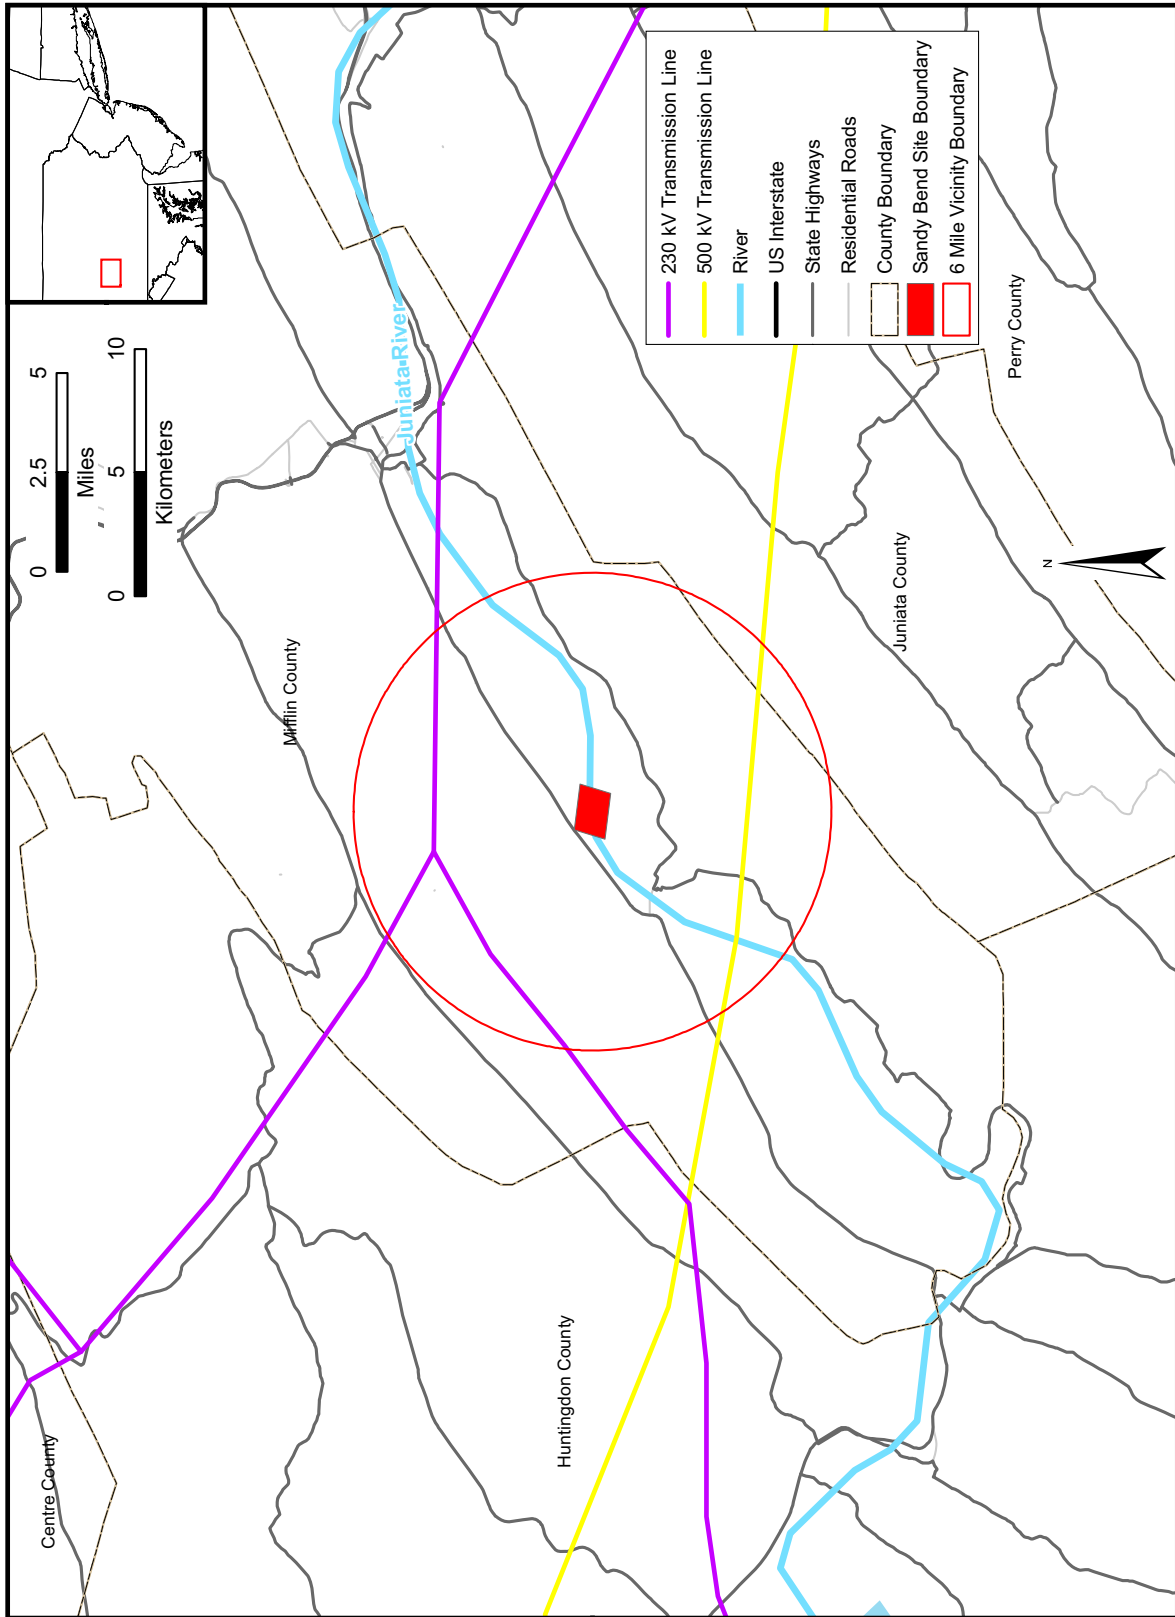 0 2.5 5
Miles
0 5 10
Kilometers
Centre County
Mifflin County
Juniata River
Huntingdon County
Juniata County
Perry County
N
230 kV Transmission Line
500 kV Transmission Line
River
US Interstate
State Highways
Residential Roads
County Boundary
Sandy Bend Site Boundary
6 Mile Vicinity Boundary